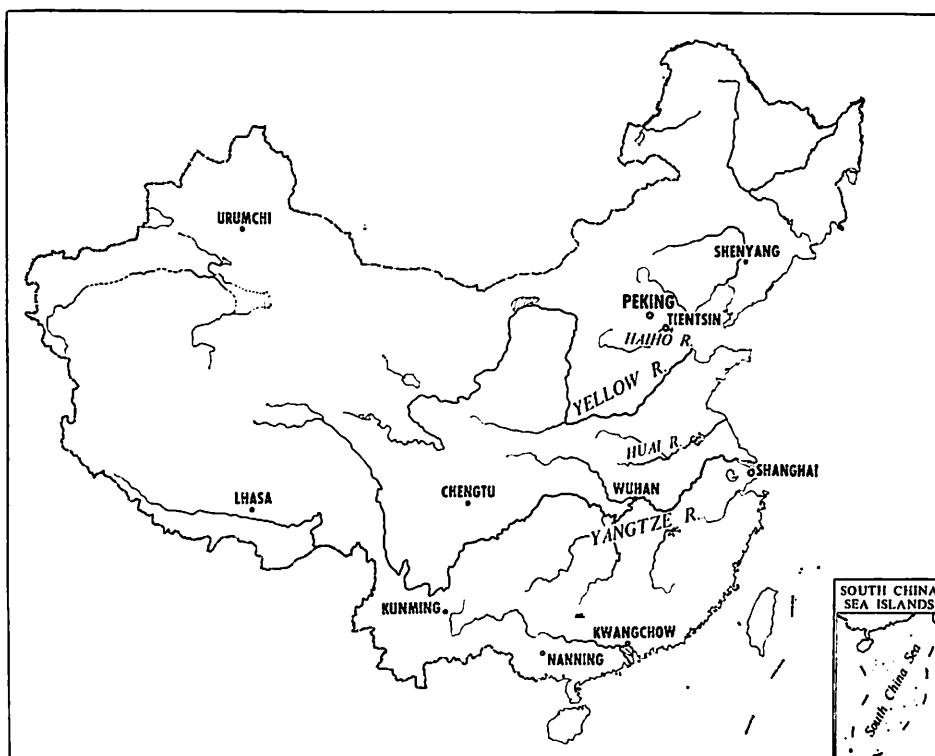 URUMCHI
SHENYANG
PEKING
TIENTSIN
HAIHO R.
YELLOW R.
HUAI R.
SHANGHAI
WUHAN
LHASA
CHENGTU
YANGTZE R.
KUNMING
KWANGCHOW
NANNING
SOUTH CHINA
SEA ISLANDS
South China Sea